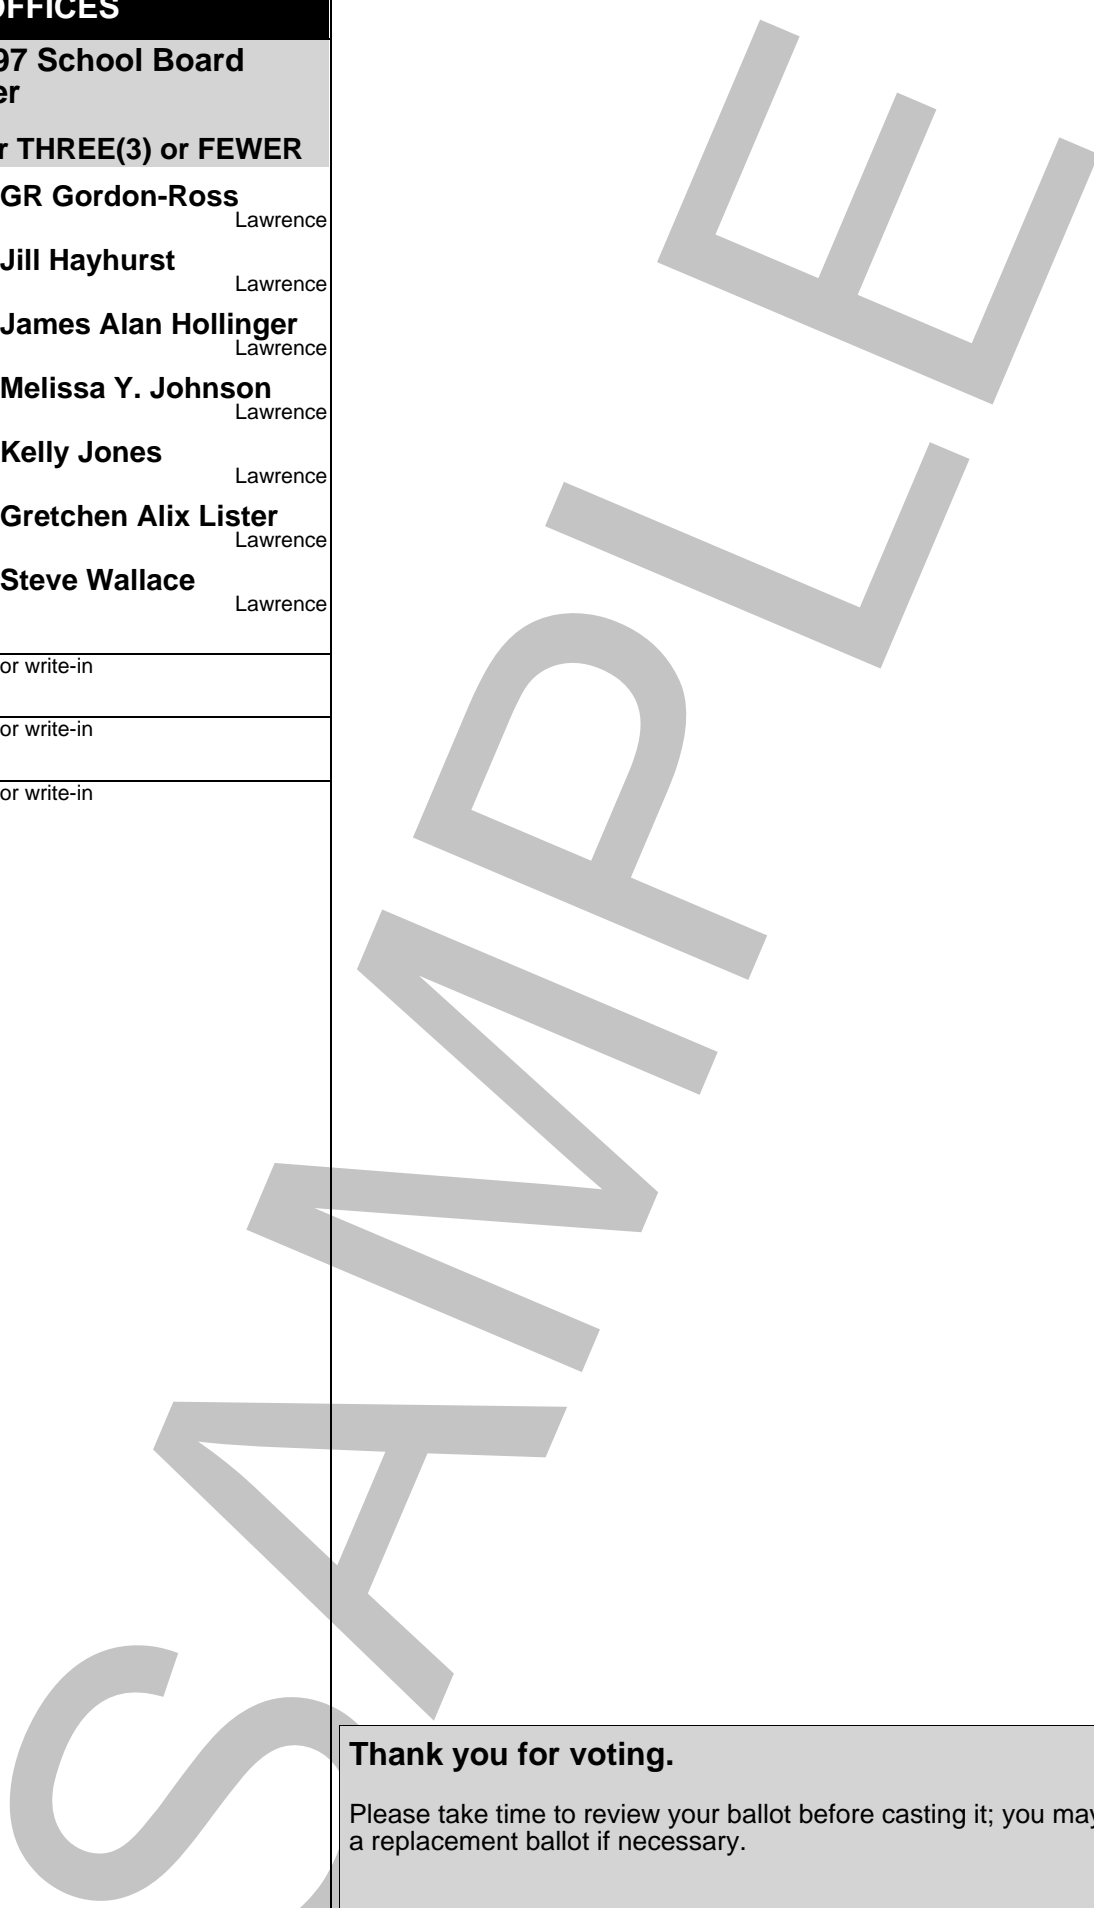 OFFICES
97 School Board
er
r THREE(3) or FEWER
GR Gordon-Ross
Lawrence
Jill Hayhurst
Lawrence
James Alan Hollinger
Lawrence
Melissa Y. Johnson
Lawrence
Kelly Jones
Lawrence
Gretchen Alix Lister
Lawrence
Steve Wallace
Lawrence
or write-in
or write-in
or write-in
SAMPLE
Thank you for voting.
Please take time to review your ballot before casting it; you may
a replacement ballot if necessary.